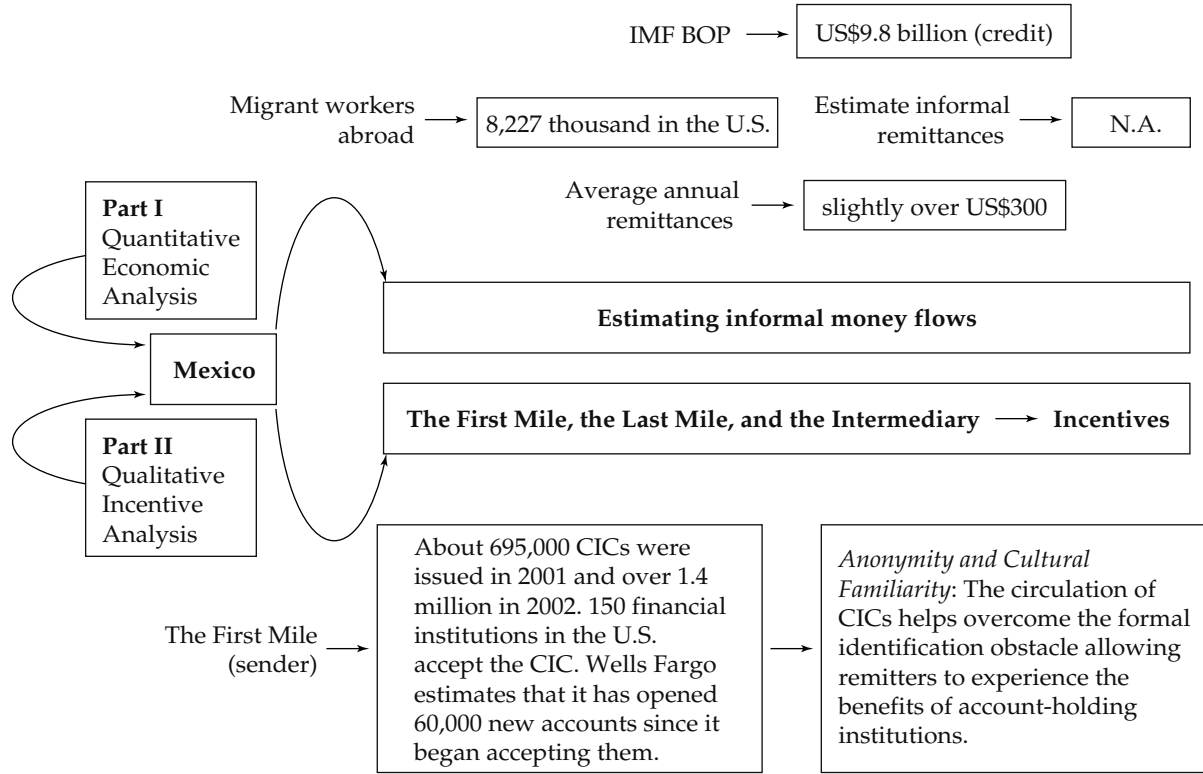 IMF BOP
US$9.8 billion (credit)
Migrant workers
abroad
8,227 thousand in the U.S.
Estimate informal
remittances
N.A.
Average annual
remittances
slightly over US$300
Part I
Quantitative
Economic
Analysis
Estimating informal money flows
Mexico
The First Mile, the Last Mile, and the Intermediary
Incentives
Part II
Qualitative
Incentive
Analysis
The First Mile
(sender)
About 695,000 CICs were
issued in 2001 and over 1.4
million in 2002. 150 financial
institutions in the U.S.
accept the CIC. Wells Fargo
estimates that it has opened
60,000 new accounts since it
began accepting them.
Anonymity and Cultural
Familiarity: The circulation of
CICs helps overcome the formal
identification obstacle allowing
remitters to experience the
benefits of account-holding
institutions.